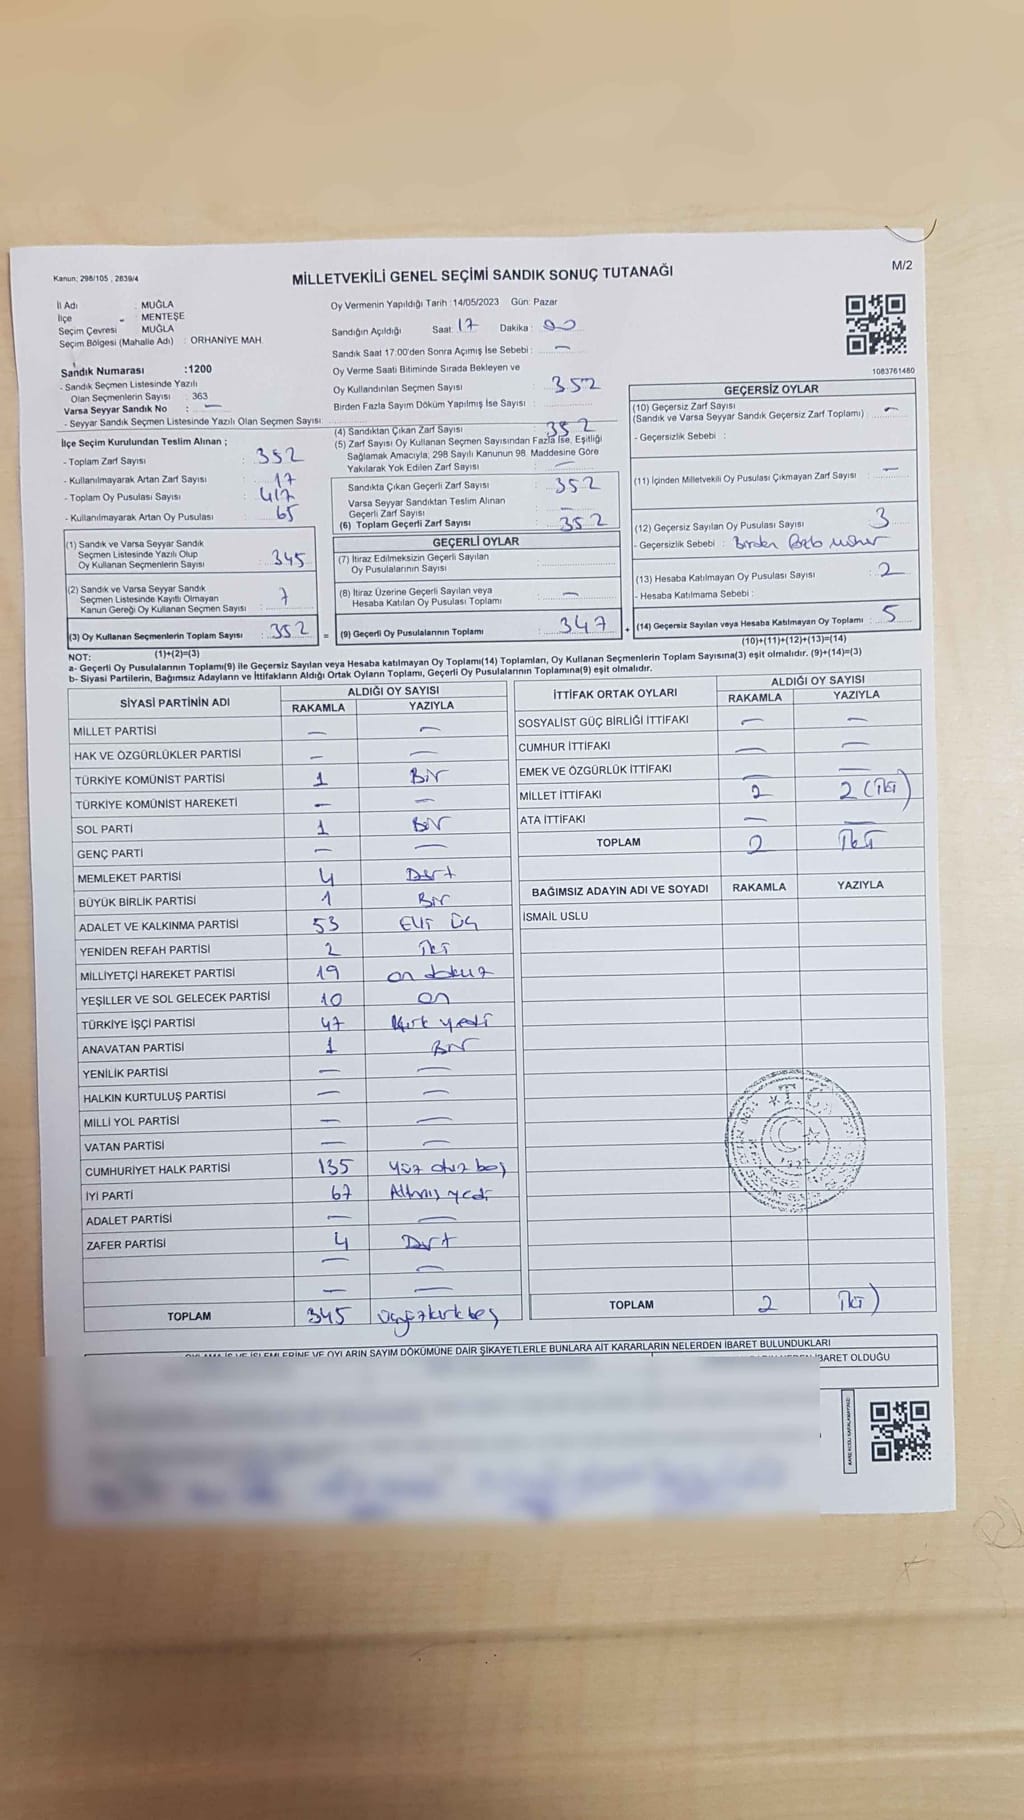 Kanun: 298/105 , 2839/4
MİLLETVEKİLİ GENEL SEÇİMİ SANDIK SONUÇ TUTANAĞI
M/2
İl Adı : MUĞLA
İlçe : MENTEŞE
Seçim Çevresi : MUĞLA
Seçim Bölgesi (Mahalle Adı) : ORHANİYE MAH.
Oy Vermenin Yapıldığı Tarih :14/05/2023 Gün: Pazar
Sandığın Açıldığı Saat: 17 Dakika : 00
Sandık Saat 17:00'den Sonra Açmış İse Sebebi : —
Sandık Numarası :1200
- Sandık Seçmen Listesinde Yazılı
Olan Seçmenlerin Sayısı : 363
Varsa Seyyar Sandık No : —
- Seyyar Sandık Seçmen Listesinde Yazılı Olan Seçmen Sayısı
Oy Verme Saati Bitiminde Sırada Bekleyen ve
Oy Kullandırılan Seçmen Sayısı : 352
Birden Fazla Sayım Döküm Yapılmış İse Sayısı :
1083761460
İlçe Seçim Kurulundan Teslim Alınan ;
- Toplam Zarf Sayısı : 352
- Kullanılmayarak Artan Zarf Sayısı : 17
- Toplam Oy Pusulası Sayısı : 417
- Kullanılmayarak Artan Oy Pusulası : 65
(4) Sandıktan Çıkan Zarf Sayısı : 352
(5) Zarf Sayısı Oy Kullanan Seçmen Sayısından Fazla İse, Eşitliği
Sağlamak Amacıyla; 298 Sayılı Kanunun 98. Maddesine Göre
Yakılarak Yok Edilen Zarf Sayısı : —
Sandıkta Çıkan Geçerli Zarf Sayısı : 352
Varsa Seyyar Sandıktan Teslim Alınan
Geçerli Zarf Sayısı : —
(6) Toplam Geçerli Zarf Sayısı : 352
GEÇERSİZ OYLAR
(10) Geçersiz Zarf Sayısı
(Sandık ve Varsa Seyyar Sandık Geçersiz Zarf Toplamı) : —
- Geçersizlik Sebebi :
(11) İçinden Milletvekili Oy Pusulası Çıkmayan Zarf Sayısı : —
(12) Geçersiz Sayılan Oy Pusulası Sayısı : 3
- Geçersizlik Sebebi : Birden
(13) Hesaba Katılmayan Oy Pusulası Sayısı : 2
- Hesaba Katılmama Sebebi :
(14) Geçersiz Sayılan veya Hesaba Katılmayan Oy Toplamı : 5
(10)+(11)+(12)+(13)=(14)
(1) Sandık ve Varsa Seyyar Sandık
Seçmen Listesinde Yazılı Olup
Oy Kullanan Seçmenlerin Sayısı : 345
(2) Sandık ve Varsa Seyyar Sandık
Seçmen Listesinde Kayıtlı Olmayan
Kanun Gereği Oy Kullanan Seçmen Sayısı : 7
(3) Oy Kullanan Seçmenlerin Toplam Sayısı : 352 =
(1)+(2)=(3)
GEÇERLİ OYLAR
(7) İtiraz Edilmeksizin Geçerli Sayılan
Oy Pusulalarının Sayısı :
(8) İtiraz Üzerine Geçerli Sayılan veya
Hesaba Katılan Oy Pusulası Toplamı : —
(9) Geçerli Oy Pusulalarının Toplamı : 347 +
NOT:
a- Geçerli Oy Pusulalarının Toplamı(9) ile Geçersiz Sayılan veya Hesaba katılmayan Oy Toplamı(14) Toplamları, Oy Kullanan Seçmenlerin Toplam Sayısına(3) eşit olmalıdır. (9)+(14)=(3)
b- Siyasi Partilerin, Bağımsız Adayların ve İttifakların Aldığı Ortak Oyların Toplamı, Geçerli Oy Pusulalarının Toplamına(9) eşit olmalıdır.
SİYASİ PARTİNİN ADI ALDIĞI OY SAYISI
RAKAMLA YAZIYLA
MİLLET PARTİSİ — —
HAK VE ÖZGÜRLÜKLER PARTİSİ — —
TÜRKİYE KOMÜNİST PARTİSİ 1 Bir
TÜRKİYE KOMÜNİST HAREKETİ — —
SOL PARTİ 1 Bir
GENÇ PARTİ — —
MEMLEKET PARTİSİ 4 Dört
BÜYÜK BİRLİK PARTİSİ 1 Bir
ADALET VE KALKINMA PARTİSİ 53 Elli üç
YENİDEN REFAH PARTİSİ 2 İki
MİLLİYETÇİ HAREKET PARTİSİ 19 on dokuz
YEŞİLLER VE SOL GELECEK PARTİSİ 10 on
TÜRKİYE İŞÇİ PARTİSİ 47 Kırk yedi
ANAVATAN PARTİSİ 1 Bir
YENİLİK PARTİSİ — —
HALKIN KURTULUŞ PARTİSİ — —
MİLLİ YOL PARTİSİ — —
VATAN PARTİSİ — —
CUMHURİYET HALK PARTİSİ 135 Yüz otuz beş
İYİ PARTİ 67 Altmış yedi
ADALET PARTİSİ — —
ZAFER PARTİSİ 4 Dört
— —
— —
TOPLAM 345 üçyüzkırkbeş
İTTİFAK ORTAK OYLARI ALDIĞI OY SAYISI
RAKAMLA YAZIYLA
SOSYALİST GÜÇ BİRLİĞİ İTTİFAKI — —
CUMHUR İTTİFAKI — —
EMEK VE ÖZGÜRLÜK İTTİFAKI — —
MİLLET İTTİFAKI 2 2 (İki)
ATA İTTİFAKI — —
TOPLAM 2 İki
BAĞIMSIZ ADAYIN ADI VE SOYADI RAKAMLA YAZIYLA
İSMAİL USLU
T.C.
TOPLAM 2 İki)
OYLAMA İŞ VE İŞLEMLERİNE VE OYLARIN SAYIM DÖKÜMÜNE DAİR ŞİKAYETLERLE BUNLARA AİT KARARLARIN NELERDEN İBARET BULUNDUKLARI
İBARET OLDUĞU